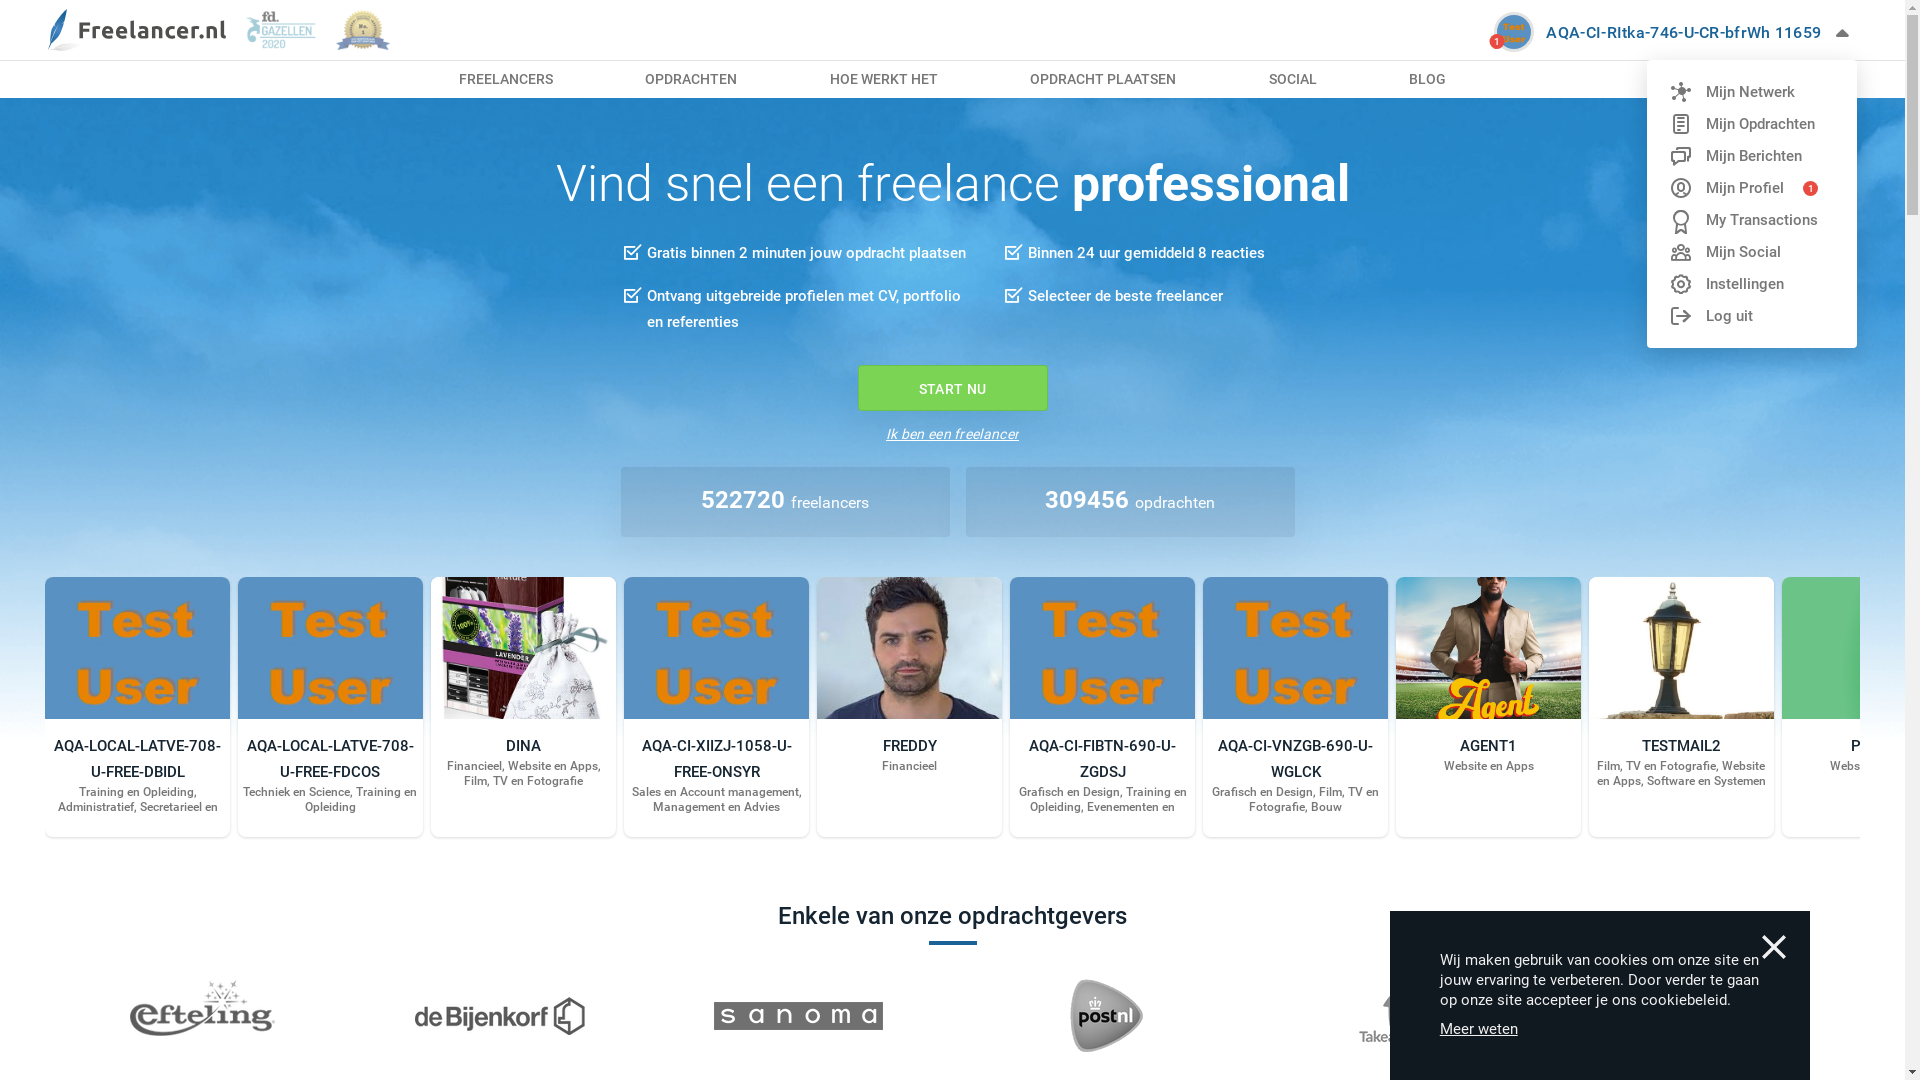 Freelancer.nl
fd.
GAZELLEN
2020
No.
1
Test
User
1
AQA-CI-RItka-746-U-CR-bfrWh 11659
FREELANCERS
OPDRACHTEN
HOE WERKT HET
OPDRACHT PLAATSEN
SOCIAL
BLOG
Mijn Netwerk
Mijn Opdrachten
Mijn Berichten
Mijn Profiel 1
My Transactions
Mijn Social
Instellingen
Log uit
Vind snel een freelance professional
Gratis binnen 2 minuten jouw opdracht plaatsen
Binnen 24 uur gemiddeld 8 reacties
Ontvang uitgebreide profielen met CV, portfolio
en referenties
Selecteer de beste freelancer
START NU
Ik ben een freelancer
522720 freelancers
309456 opdrachten
Test
User
AQA-LOCAL-LATVE-708-
U-FREE-DBIDL
Training en Opleiding,
Administratief, Secretarieel en
Test
User
AQA-LOCAL-LATVE-708-
U-FREE-FDCOS
Techniek en Science, Training en
Opleiding
nature
100%
LAVENDER
DINA
Financieel, Website en Apps,
Film, TV en Fotografie
Test
User
AQA-CI-XIIZJ-1058-U-
FREE-ONSYR
Sales en Account management,
Management en Advies
FREDDY
Financieel
Test
User
AQA-CI-FIBTN-690-U-
ZGDSJ
Grafisch en Design, Training en
Opleiding, Evenementen en
Test
User
AQA-CI-VNZGB-690-U-
WGLCK
Grafisch en Design, Film, TV en
Fotografie, Bouw
Agent
AGENT1
Website en Apps
TESTMAIL2
Film, TV en Fotografie, Website
en Apps, Software en Systemen
P
Webs
Enkele van onze opdrachtgevers
efteling
de Bijenkorf
sanoma
postnl
Takea
Wij maken gebruik van cookies om onze site en
jouw ervaring te verbeteren. Door verder te gaan
op onze site accepteer je ons cookiebeleid.
Meer weten